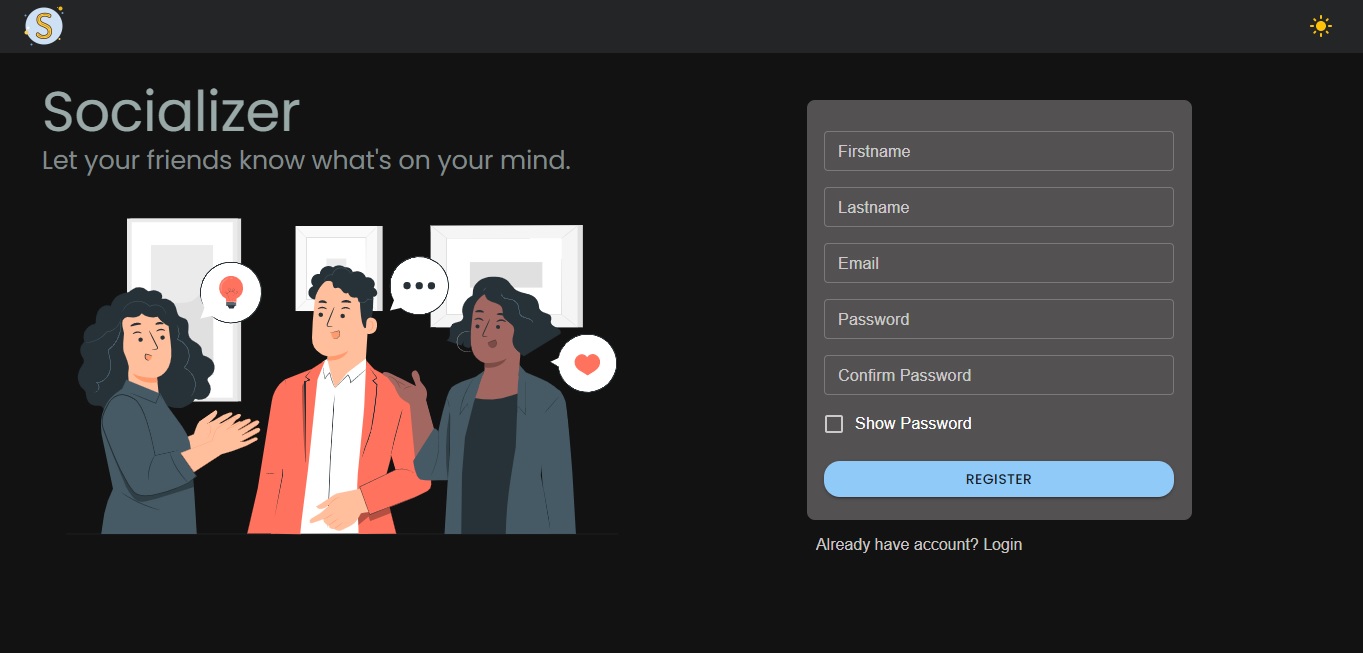 S
Socializer
Let your friends know what's on your mind.
Firstname
Lastname
Email
Password
Confirm Password
Show Password
REGISTER
Already have account? Login